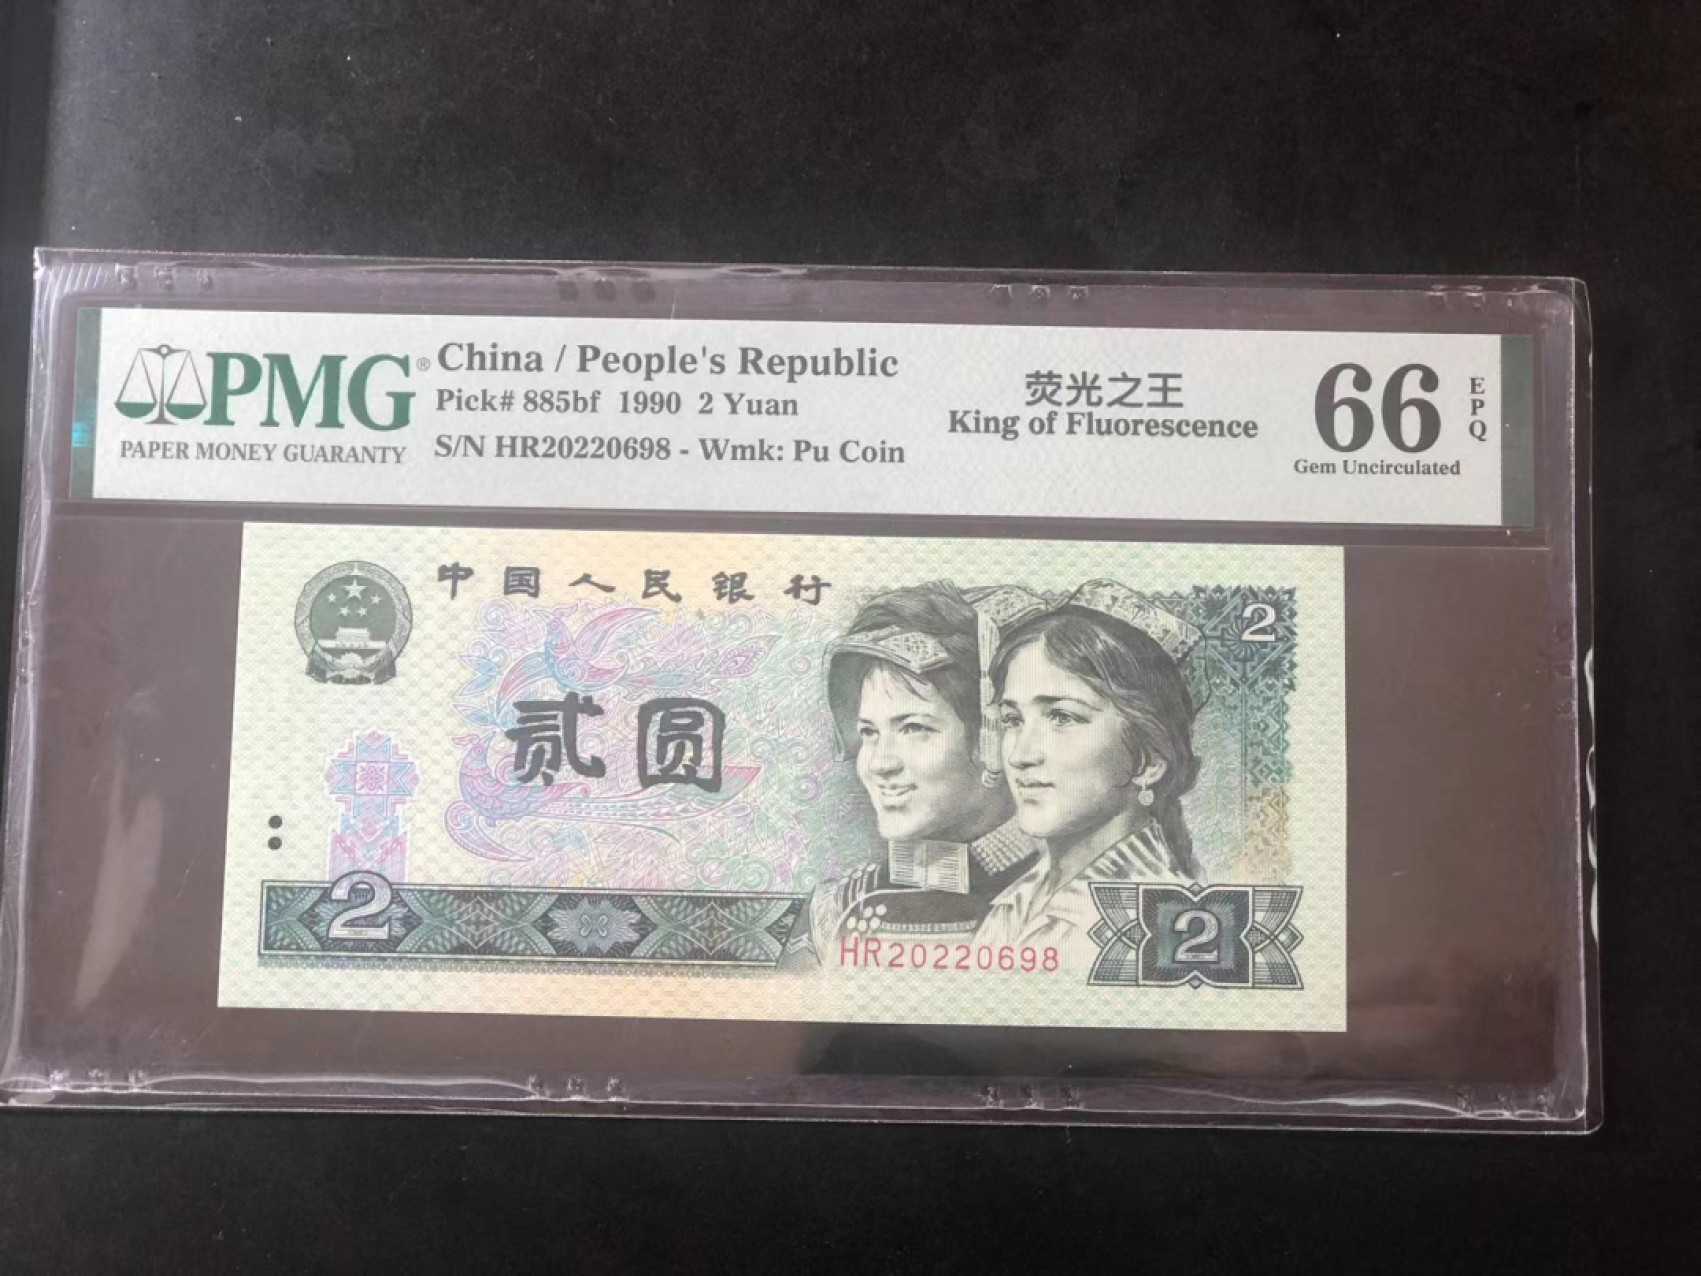 PMG®
PAPER MONEY GUARANTY
China / People's Republic
Pick# 885bf 1990 2 Yuan
S/N HR20220698 - Wmk: Pu Coin
荧光之王
King of Fluorescence
66
EPQ
Gem Uncirculated
中国人民银行
2
贰圆
2
HR20220698
2